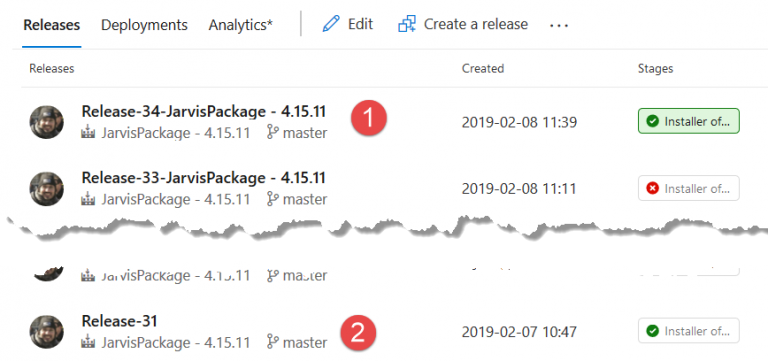 Releases Deployments Analytics* Edit Create a release ...
Releases Created Stages
Release-34-JarvisPackage - 4.15.11 1 2019-02-08 11:39 Installer of...
JarvisPackage - 4.15.11 master
Release-33-JarvisPackage - 4.15.11 2019-02-08 11:11 Installer of...
JarvisPackage - 4.15.11 master
JarvisPackage - 4.15.11 master
Release-31 2 2019-02-07 10:47 Installer of...
JarvisPackage - 4.15.11 master